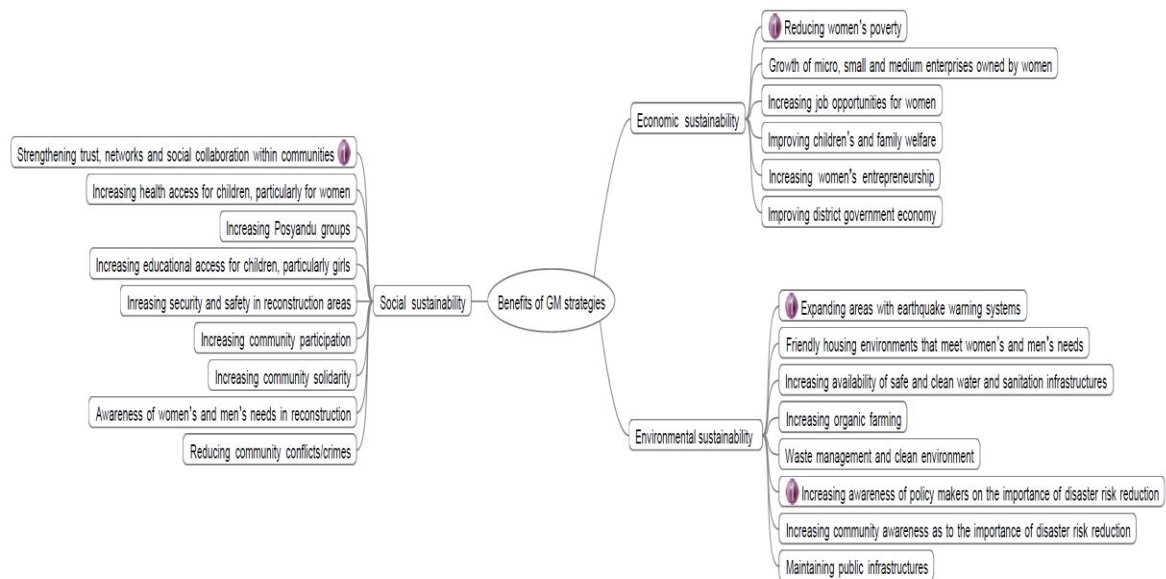 Benefits of GM strategies
Social sustainability
Strengthening trust, networks and social collaboration within communities
Increasing health access for children, particularly for women
Increasing Posyandu groups
Increasing educational access for children, particularly girls
Inreasing security and safety in reconstruction areas
Increasing community participation
Increasing community solidarity
Awareness of women's and men's needs in reconstruction
Reducing community conflicts/crimes
Economic sustainability
Reducing women's poverty
Growth of micro, small and medium enterprises owned by women
Increasing job opportunities for women
Improving children's and family welfare
Increasing women's entrepreneurship
Improving district government economy
Environmental sustainability
Expanding areas with earthquake warning systems
Friendly housing environments that meet women's and men's needs
Increasing availability of safe and clean water and sanitation infrastructures
Increasing organic farming
Waste management and clean environment
Increasing awareness of policy makers on the importance of disaster risk reduction
Increasing community awareness as to the importance of disaster risk reduction
Maintaining public infrastructures